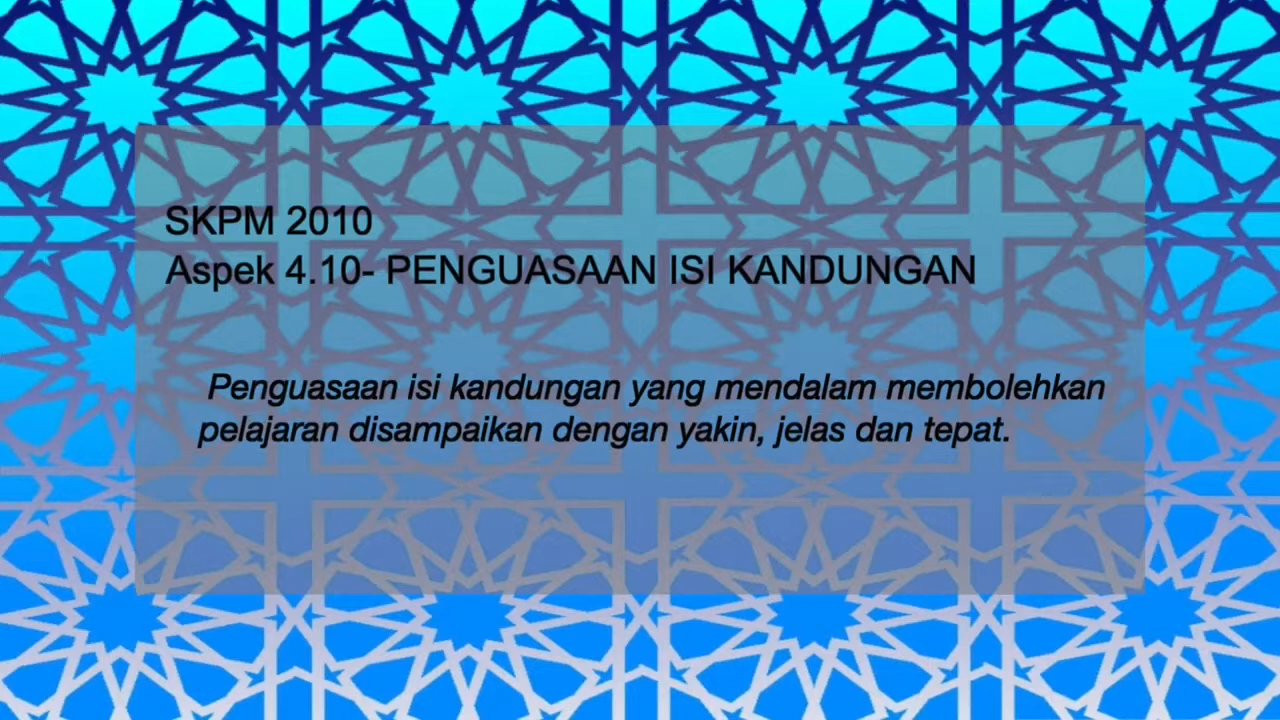 SKPM 2010
Aspek 4.10- PENGUASAAN ISI KANDUNGAN
Penguasaan isi kandungan yang mendalam membolehkan
pelajaran disampaikan dengan yakin, jelas dan tepat.